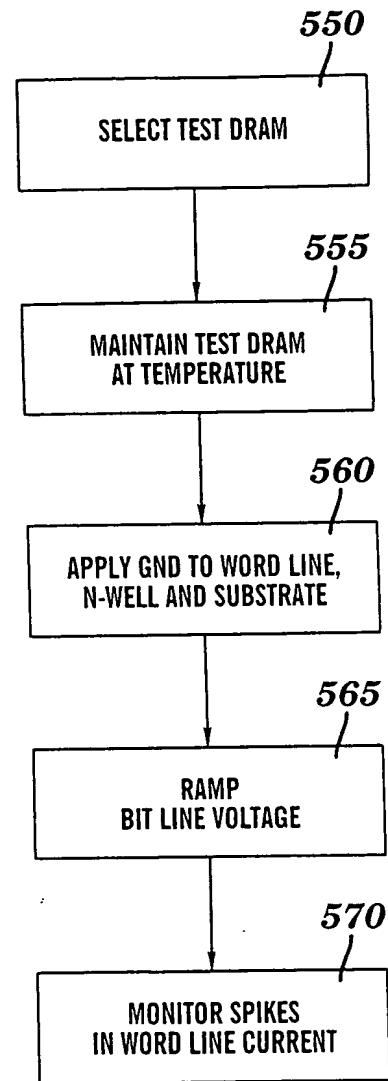 550
SELECT TEST DRAM
555
MAINTAIN TEST DRAM
AT TEMPERATURE
560
APPLY GND TO WORD LINE,
N-WELL AND SUBSTRATE
565
RAMP
BIT LINE VOLTAGE
570
MONITOR SPIKES
IN WORD LINE CURRENT